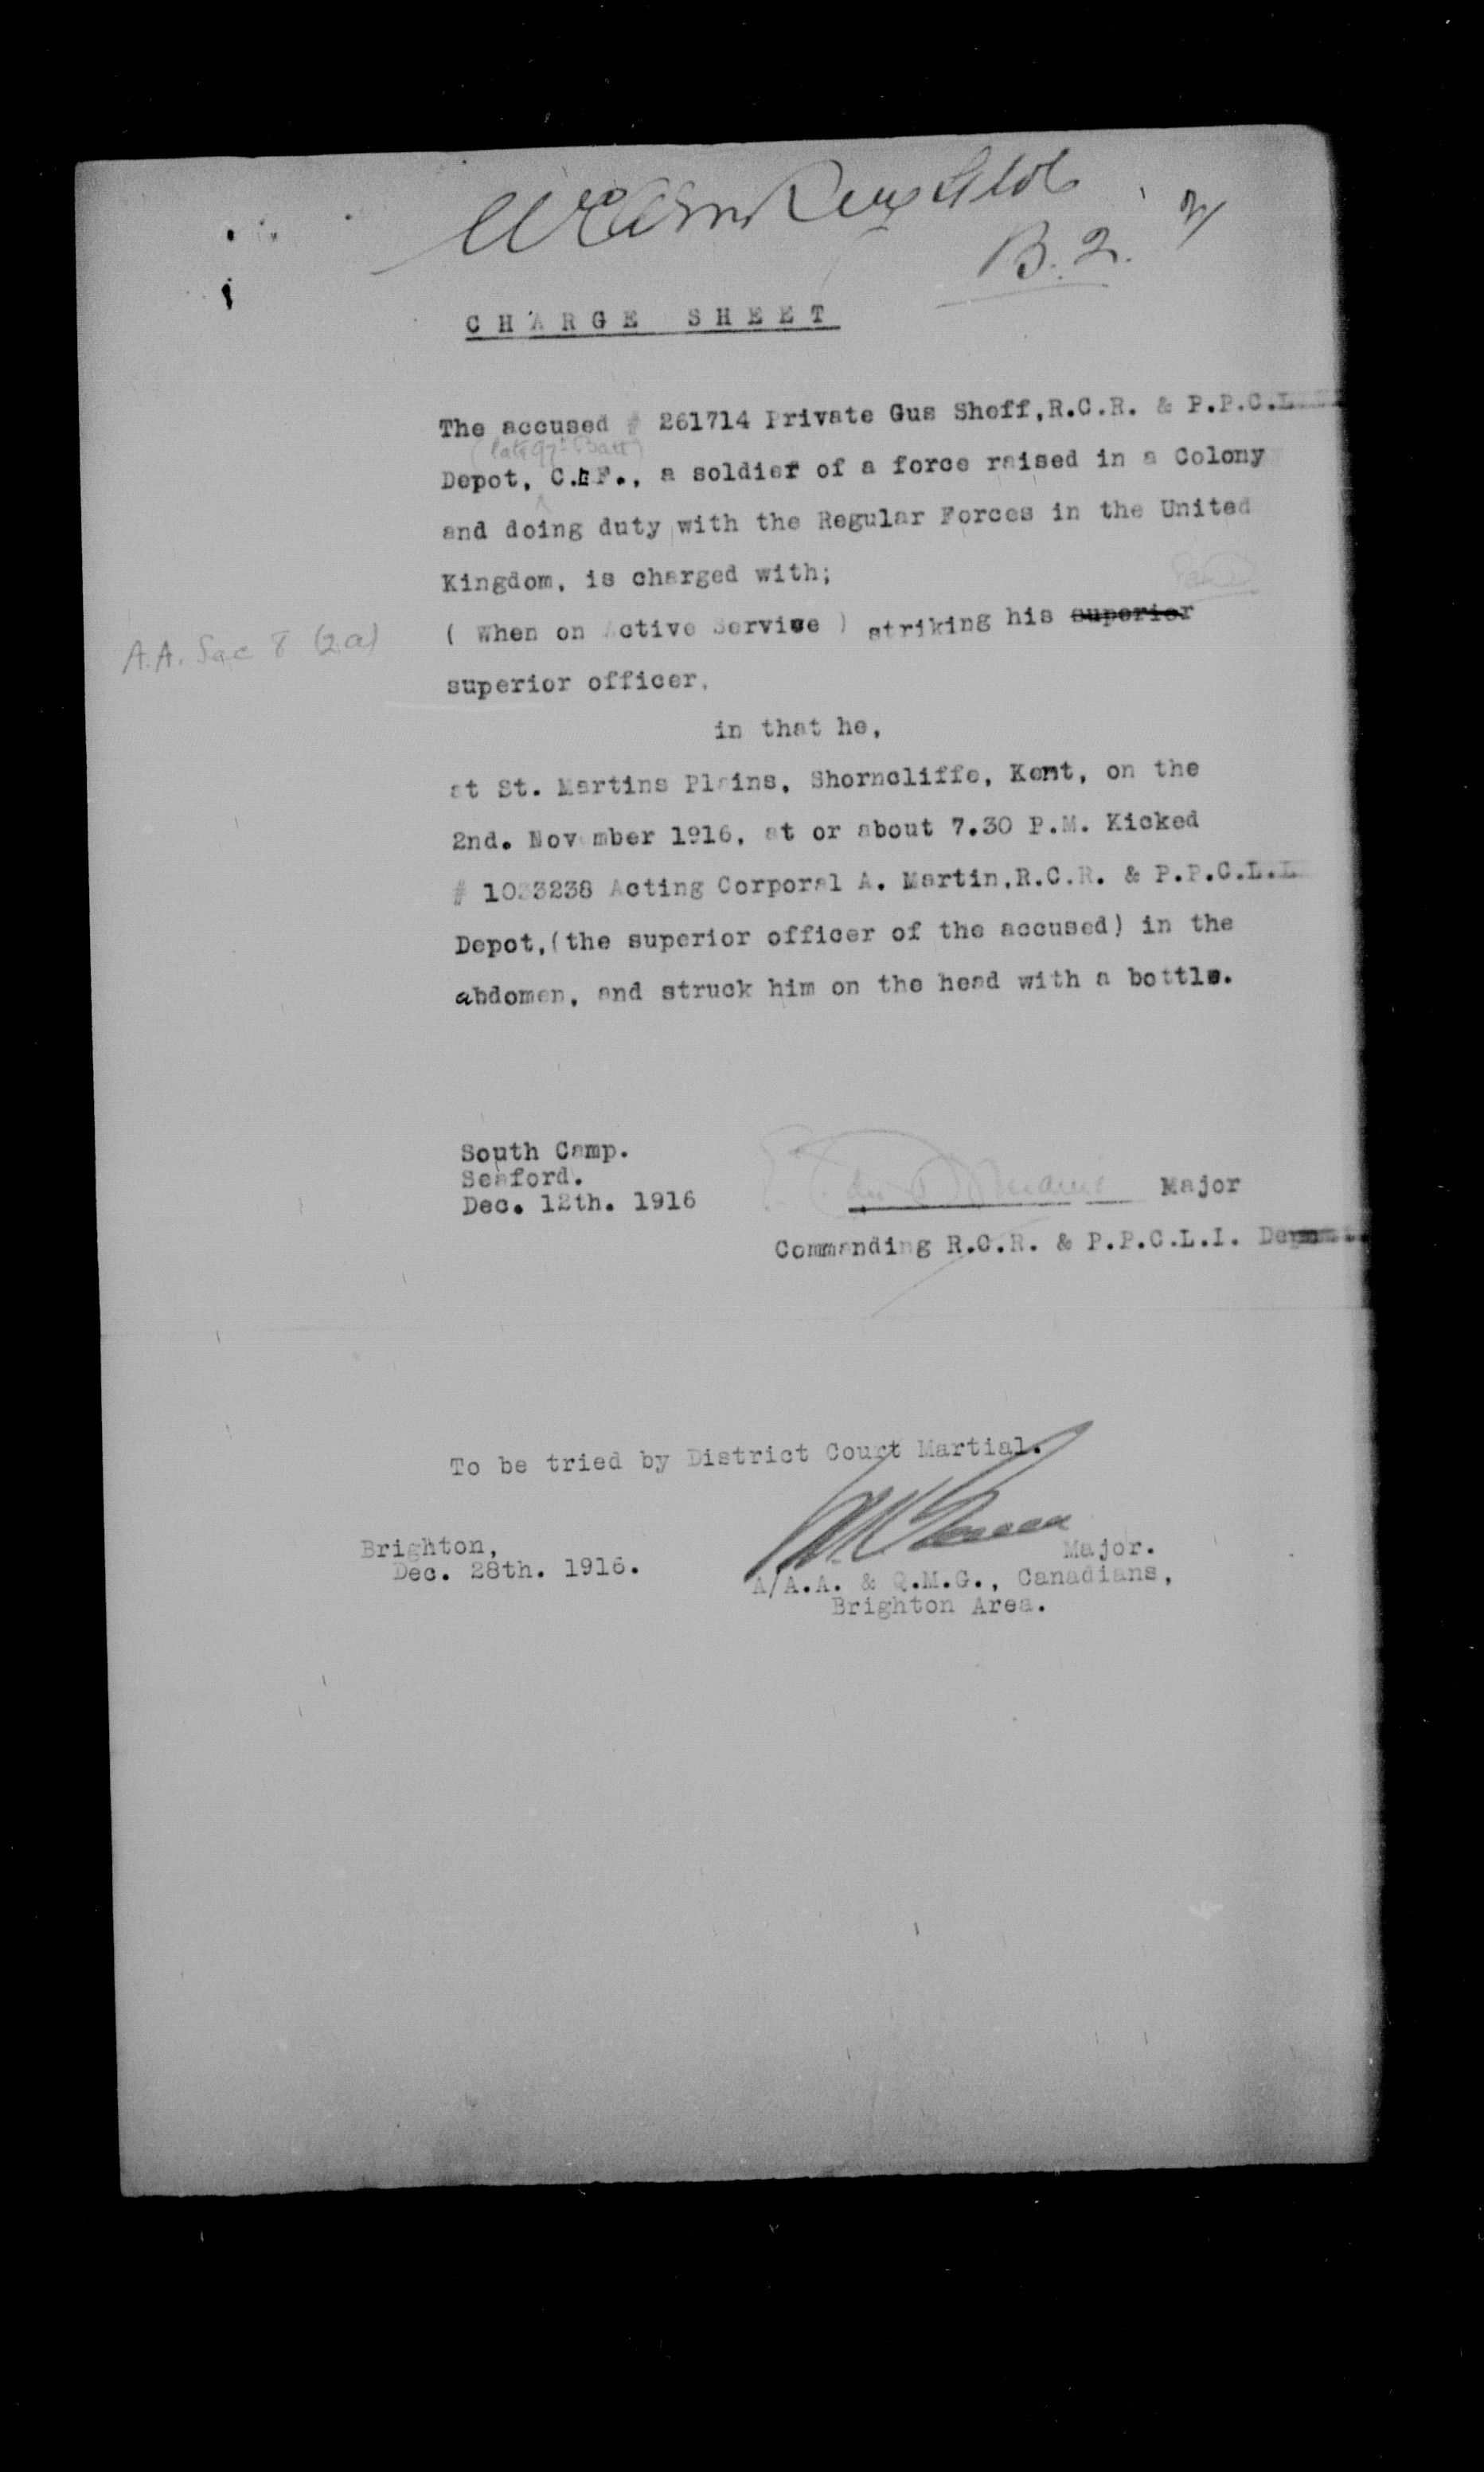 B. 2.
CHARGE SHEET
The accused # 261714 Private Gus Shoff, R.C.R. & P.P.C.L.I.
(late 97th Batt)
Depot, C.E.F., a soldier of a force raised in a Colony
and doing duty with the Regular Forces in the United
Kingdom, is charged with;
( When on Active Service ) striking his superior
A.A. Sec 8 (2a)
superior officer.
in that he,
at St. Martins Plains, Shorncliffe, Kent, on the
2nd. November 1916, at or about 7.30 P.M. Kicked
# 1033238 Acting Corporal A. Martin, R.C.R. & P.P.C.L.I.
Depot, (the superior officer of the accused) in the
abdomen, and struck him on the head with a bottle.
South Camp.
Seaford.
Dec. 12th. 1916
Major
Commanding R.C.R. & P.P.C.L.I. Depot.
To be tried by District Court Martial.
Brighton,
Dec. 28th. 1916.
Major.
A/A.A. & Q.M.G., Canadians,
Brighton Area.